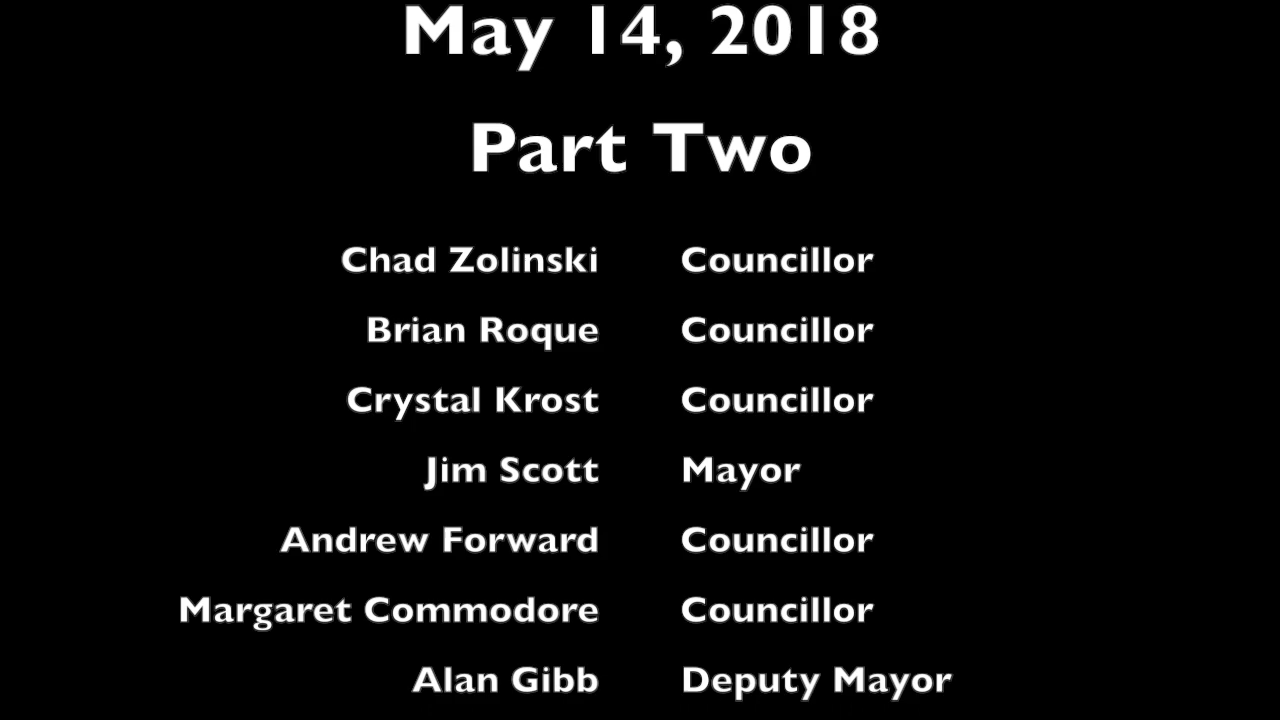 May 14, 2018
Part Two
Chad Zolinski Councillor
Brian Roque Councillor
Crystal Krost Councillor
Jim Scott Mayor
Andrew Forward Councillor
Margaret Commodore Councillor
Alan Gibb Deputy Mayor